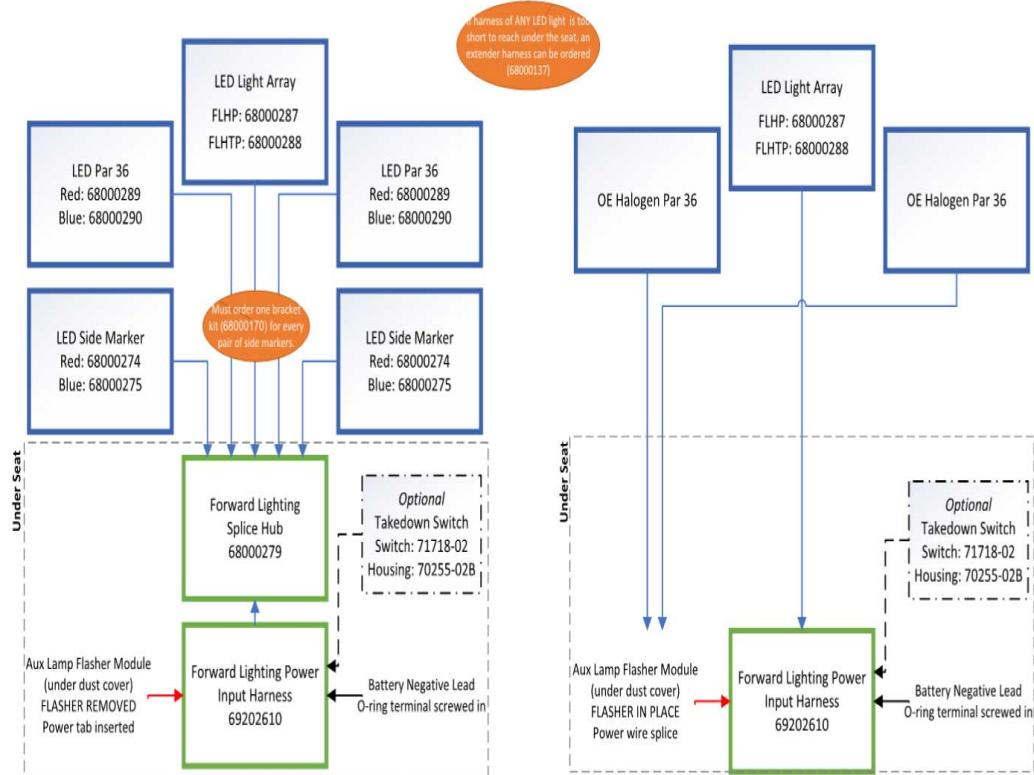 If harness of ANY LED light is too
short to reach under the seat, an
extender harness can be ordered
(68000137)
LED Light Array
FLHP: 68000287
FLHTP: 68000288
LED Par 36
Red: 68000289
Blue: 68000290
LED Par 36
Red: 68000289
Blue: 68000290
Must order one bracket
kit (68000170) for every
pair of side markers.
LED Side Marker
Red: 68000274
Blue: 68000275
LED Side Marker
Red: 68000274
Blue: 68000275
Under Seat
Forward Lighting
Splice Hub
68000279
Optional
Takedown Switch
Switch: 71718-02
Housing: 70255-02B
Aux Lamp Flasher Module
(under dust cover)
FLASHER REMOVED
Power tab inserted
Forward Lighting Power
Input Harness
69202610
Battery Negative Lead
O-ring terminal screwed in
LED Light Array
FLHP: 68000287
FLHTP: 68000288
OE Halogen Par 36
OE Halogen Par 36
Under Seat
Optional
Takedown Switch
Switch: 71718-02
Housing: 70255-02B
Aux Lamp Flasher Module
(under dust cover)
FLASHER IN PLACE
Power wire splice
Forward Lighting Power
Input Harness
69202610
Battery Negative Lead
O-ring terminal screwed in